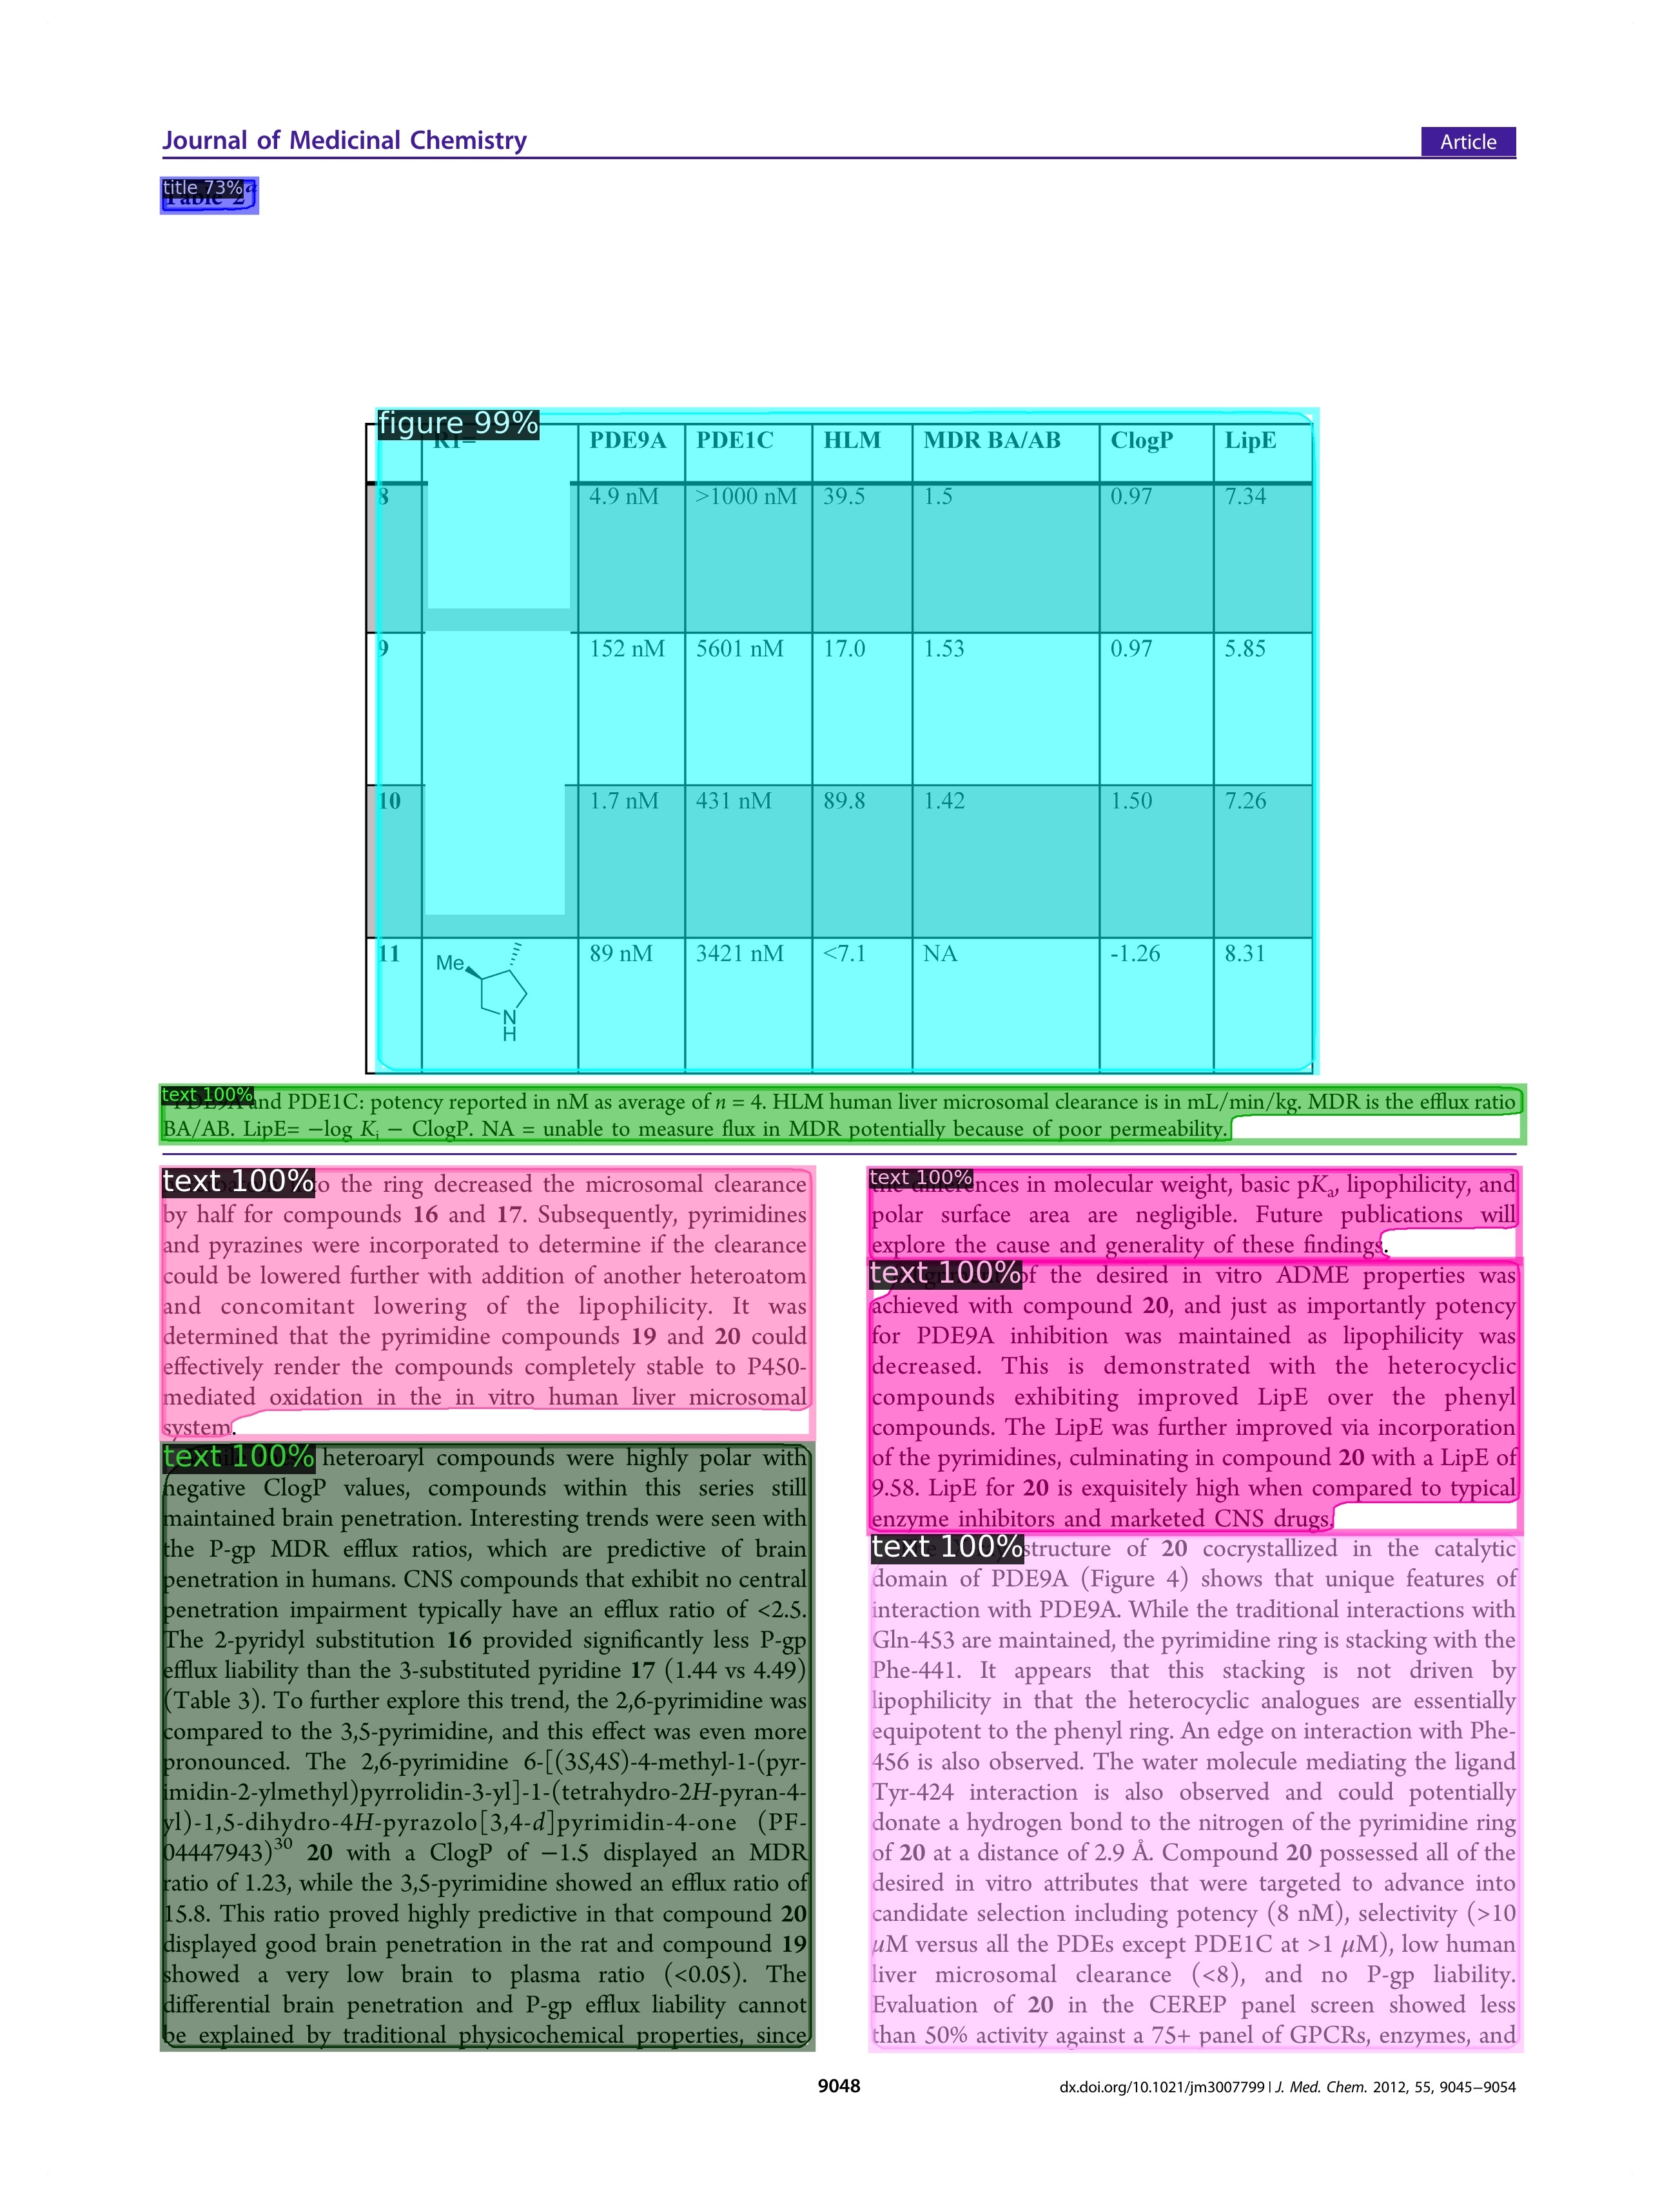 Journal of Medicinal Chemistry
Article
title 73%
Table 2 a
figure 99%
R1= PDE9A PDE1C HLM MDR BA/AB ClogP LipE
8 4.9 nM >1000 nM 39.5 1.5 0.97 7.34
9 152 nM 5601 nM 17.0 1.53 0.97 5.85
10 1.7 nM 431 nM 89.8 1.42 1.50 7.26
11 89 nM 3421 nM <7.1 NA -1.26 8.31
Me
N
H
text 100%
PDE9A and PDE1C: potency reported in nM as average of n = 4. HLM human liver microsomal clearance is in mL/min/kg. MDR is the efflux ratio
BA/AB. LipE= −log Ki − ClogP. NA = unable to measure flux in MDR potentially because of poor permeability.
text 100%
the ring decreased the microsomal clearance
by half for compounds 16 and 17. Subsequently, pyrimidines
and pyrazines were incorporated to determine if the clearance
could be lowered further with addition of another heteroatom
and concomitant lowering of the lipophilicity. It was
determined that the pyrimidine compounds 19 and 20 could
effectively render the compounds completely stable to P450-
mediated oxidation in the in vitro human liver microsomal
system.
text 100%
heteroaryl compounds were highly polar with
negative ClogP values, compounds within this series still
maintained brain penetration. Interesting trends were seen with
the P-gp MDR efflux ratios, which are predictive of brain
penetration in humans. CNS compounds that exhibit no central
penetration impairment typically have an efflux ratio of <2.5.
The 2-pyridyl substitution 16 provided significantly less P-gp
efflux liability than the 3-substituted pyridine 17 (1.44 vs 4.49)
(Table 3). To further explore this trend, the 2,6-pyrimidine was
compared to the 3,5-pyrimidine, and this effect was even more
pronounced. The 2,6-pyrimidine 6-[(3S,4S)-4-methyl-1-(pyr-
imidin-2-ylmethyl)pyrrolidin-3-yl]-1-(tetrahydro-2H-pyran-4-
yl)-1,5-dihydro-4H-pyrazolo[3,4-d]pyrimidin-4-one (PF-
04447943)30 20 with a ClogP of −1.5 displayed an MDR
ratio of 1.23, while the 3,5-pyrimidine showed an efflux ratio of
15.8. This ratio proved highly predictive in that compound 20
displayed good brain penetration in the rat and compound 19
showed a very low brain to plasma ratio (<0.05). The
differential brain penetration and P-gp efflux liability cannot
be explained by traditional physicochemical properties, since
text 100%
the differences in molecular weight, basic pKa, lipophilicity, and
polar surface area are negligible. Future publications will
explore the cause and generality of these findings.
text 100%
of the desired in vitro ADME properties was
achieved with compound 20, and just as importantly potency
for PDE9A inhibition was maintained as lipophilicity was
decreased. This is demonstrated with the heterocyclic
compounds exhibiting improved LipE over the phenyl
compounds. The LipE was further improved via incorporation
of the pyrimidines, culminating in compound 20 with a LipE of
9.58. LipE for 20 is exquisitely high when compared to typical
enzyme inhibitors and marketed CNS drugs.
text 100%
structure of 20 cocrystallized in the catalytic
domain of PDE9A (Figure 4) shows that unique features of
interaction with PDE9A. While the traditional interactions with
Gln-453 are maintained, the pyrimidine ring is stacking with the
Phe-441. It appears that this stacking is not driven by
lipophilicity in that the heterocyclic analogues are essentially
equipotent to the phenyl ring. An edge on interaction with Phe-
456 is also observed. The water molecule mediating the ligand
Tyr-424 interaction is also observed and could potentially
donate a hydrogen bond to the nitrogen of the pyrimidine ring
of 20 at a distance of 2.9 Å. Compound 20 possessed all of the
desired in vitro attributes that were targeted to advance into
candidate selection including potency (8 nM), selectivity (>10
μM versus all the PDEs except PDE1C at >1 μM), low human
liver microsomal clearance (<8), and no P-gp liability.
Evaluation of 20 in the CEREP panel screen showed less
than 50% activity against a 75+ panel of GPCRs, enzymes, and
9048
dx.doi.org/10.1021/jm3007799 | J. Med. Chem. 2012, 55, 9045−9054